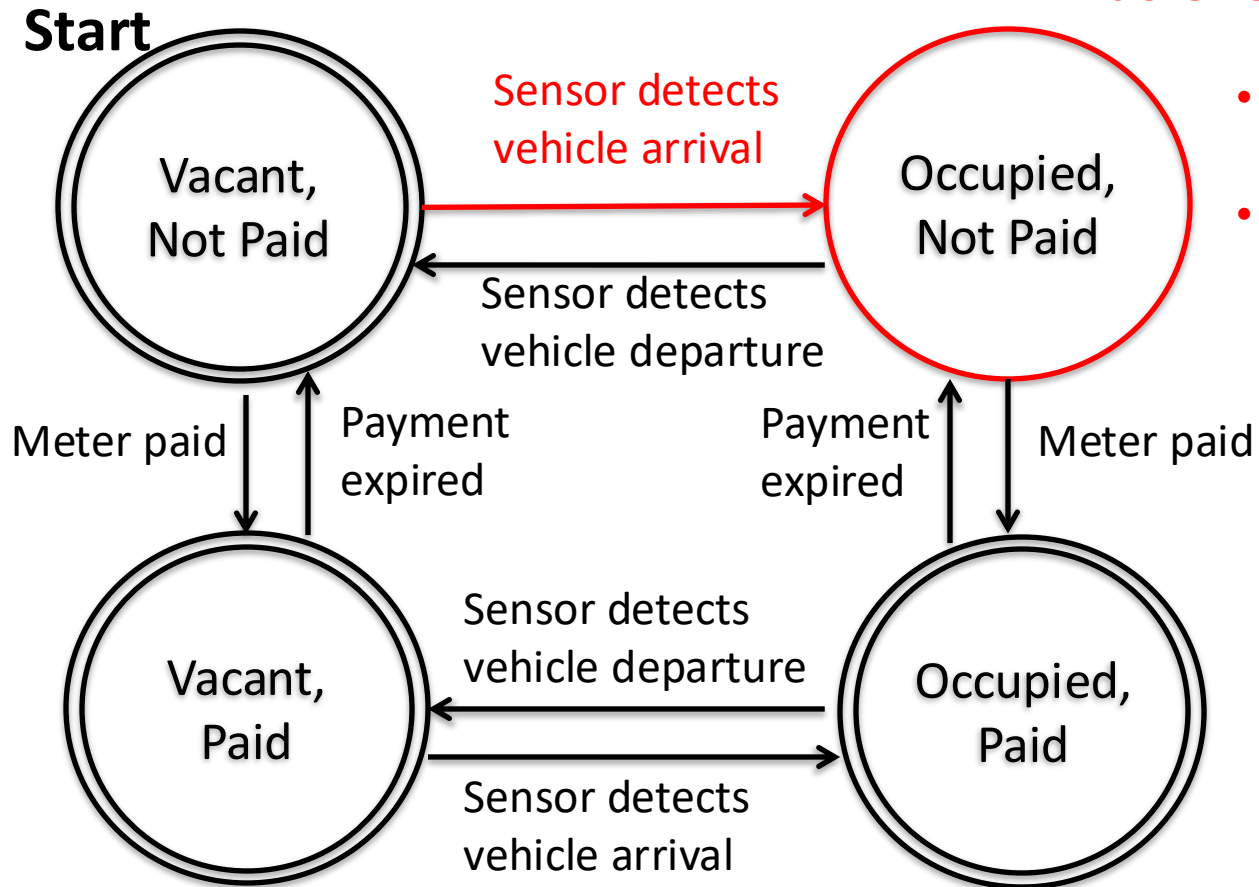 Start
Sensor detects
vehicle arrival
Vacant,
Not Paid
Occupied,
Not Paid
•
•
Sensor detects
vehicle departure
Meter paid
Payment
expired
Payment
expired
Meter paid
Sensor detects
vehicle departure
Vacant,
Paid
Occupied,
Paid
Sensor detects
vehicle arrival